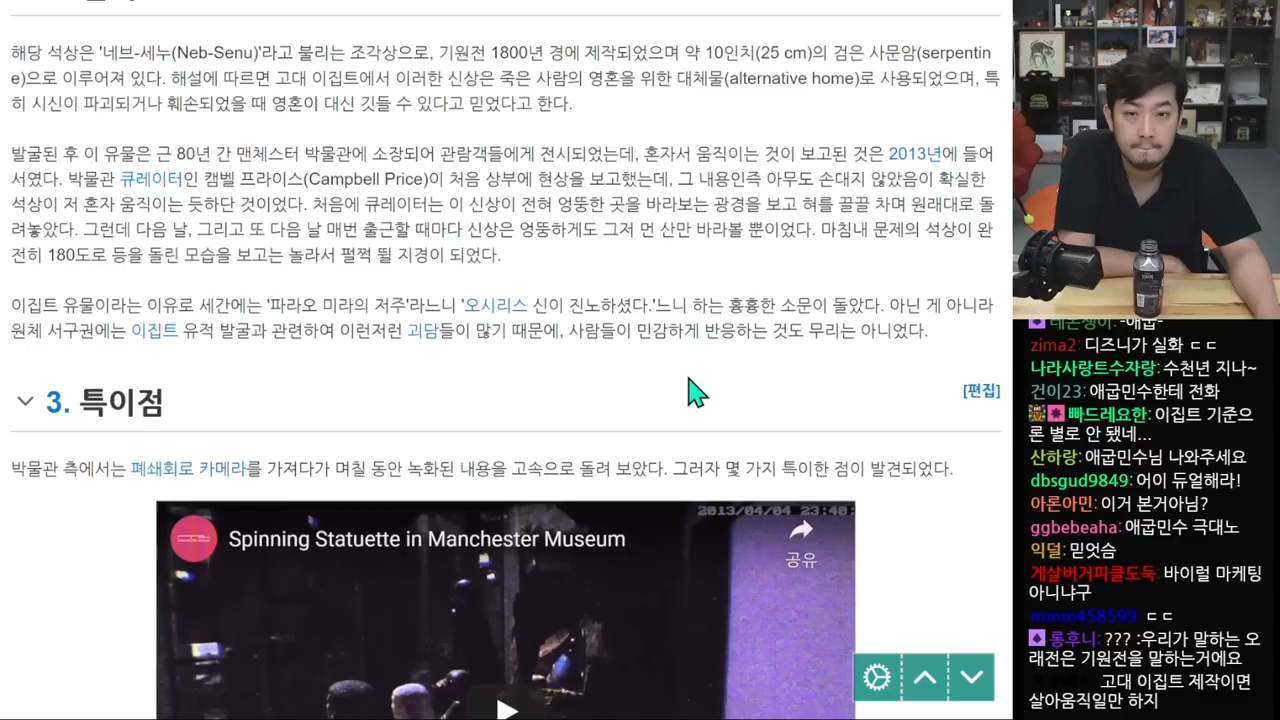 해당 석상은 '네브-세누(Neb-Senu)'라고 불리는 조각상으로, 기원전 1800년 경에 제작되었으며 약 10인치(25 cm)의 검은 사문암(serpentin
e)으로 이루어져 있다. 해설에 따르면 고대 이집트에서 이러한 신상은 죽은 사람의 영혼을 위한 대체물(alternative home)로 사용되었으며, 특
히 시신이 파괴되거나 훼손되었을 때 영혼이 대신 깃들 수 있다고 믿었다고 한다.
발굴된 후 이 유물은 근 80년 간 맨체스터 박물관에 소장되어 관람객들에게 전시되었는데, 혼자서 움직이는 것이 보고된 것은 2013년에 들어
서였다. 박물관 큐레이터인 캠벨 프라이스(Campbell Price)이 처음 상부에 현상을 보고했는데, 그 내용인즉 아무도 손대지 않았음이 확실한
석상이 저 혼자 움직이는 듯하단 것이었다. 처음에 큐레이터는 이 신상이 전혀 엉뚱한 곳을 바라보는 광경을 보고 혀를 끌끌 차며 원래대로 돌
려놓았다. 그런데 다음 날, 그리고 또 다음 날 매번 출근할 때마다 신상은 엉뚱하게도 그저 먼 산만 바라볼 뿐이었다. 마침내 문제의 석상이 완
전히 180도로 등을 돌린 모습을 보고는 놀라서 펄쩍 뛸 지경이 되었다.
이집트 유물이라는 이유로 세간에는 '파라오 미라의 저주'라느니 '오시리스 신이 진노하셨다.'느니 하는 흉흉한 소문이 돌았다. 아닌 게 아니라
원체 서구권에는 이집트 유적 발굴과 관련하여 이런저런 괴담들이 많기 때문에, 사람들이 민감하게 반응하는 것도 무리는 아니었다.
3. 특이점
[편집]
박물관 측에서는 폐쇄회로 카메라를 가져다가 며칠 동안 녹화된 내용을 고속으로 돌려 보았다. 그러자 몇 가지 특이한 점이 발견되었다.
2013/04/04 23:40:
Spinning Statuette in Manchester Museum
공유
레몬쟁이: -애굽-
zima2: 디즈니가 실화 ㄷㄷ
나라사랑트수자랑: 수천년 지나~
건이23: 애굽민수한테 전화
빠드레요한: 이집트 기준으
론 별로 안 됐네...
산하랑: 애굽민수님 나와주세요
dbsgud9849: 어이 듀얼해라!
아론아민: 이거 본거아님?
ggbebeaha: 애굽민수 극대노
익덜: 믿엇슴
게살버거피클도둑: 바이럴 마케팅
아니냐구
mmm458599: ㄷㄷ
롱후니: ??? :우리가 말하는 오
래전은 기원전을 말하는거에요
고대 이집트 제작이면
살아움직일만 하지